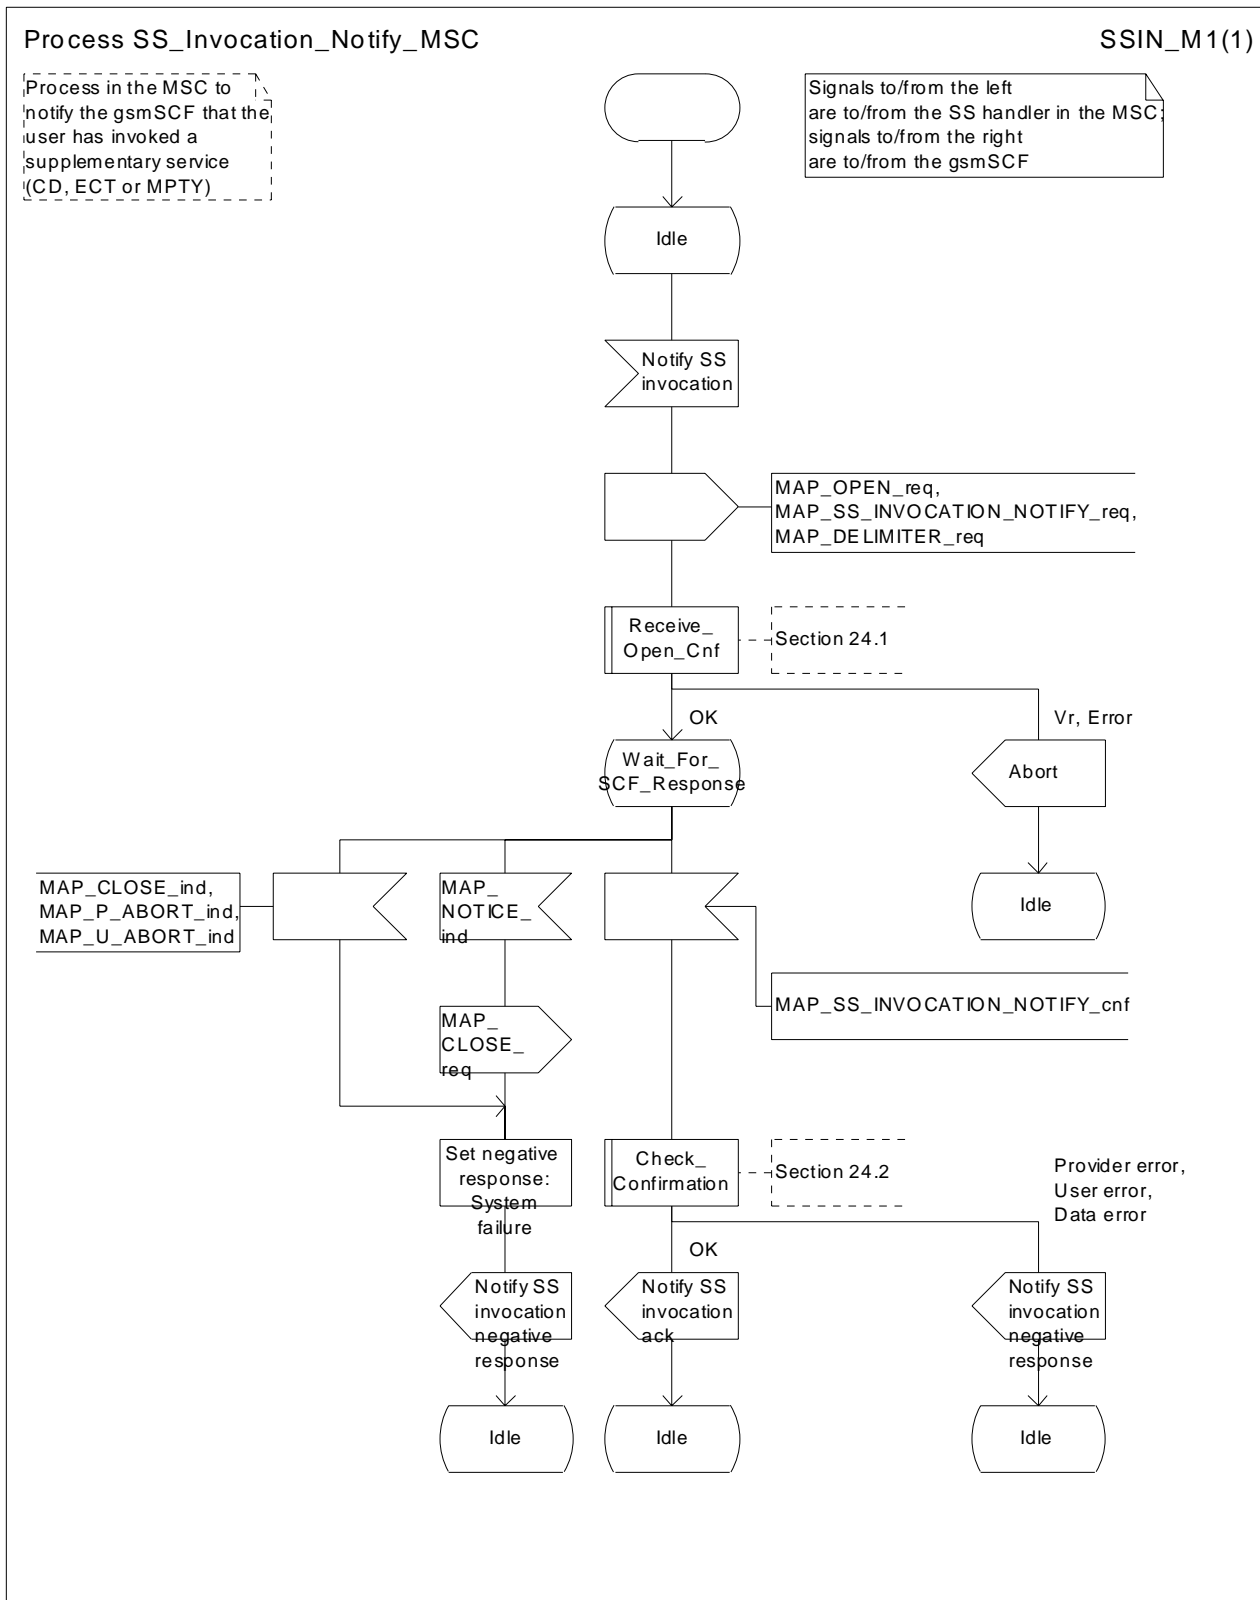 Process SS_Invocation_Notify_MSC
SSIN_M1(1)
Process in the MSC to
notify the gsmSCF that the
user has invoked a
supplementary service
(CD, ECT or MPTY)
Signals to/from the left
are to/from the SS handler in the MSC;
signals to/from the right
are to/from the gsmSCF
Idle
Notify SS
invocation
MAP_OPEN_req,
MAP_SS_INVOCATION_NOTIFY_req,
MAP_DELIMITER_req
Receive_
Open_Cnf
Section 24.1
OK
Vr, Error
Wait_For_
SCF_Response
Abort
MAP_CLOSE_ind,
MAP_P_ABORT_ind,
MAP_U_ABORT_ind
MAP_
NOTICE_
ind
Idle
MAP_SS_INVOCATION_NOTIFY_cnf
MAP_
CLOSE_
req
Set negative
response:
System
failure
Check_
Confirmation
Section 24.2
Provider error,
User error,
Data error
OK
Notify SS
invocation
negative
response
Notify SS
invocation
ack
Notify SS
invocation
negative
response
Idle
Idle
Idle